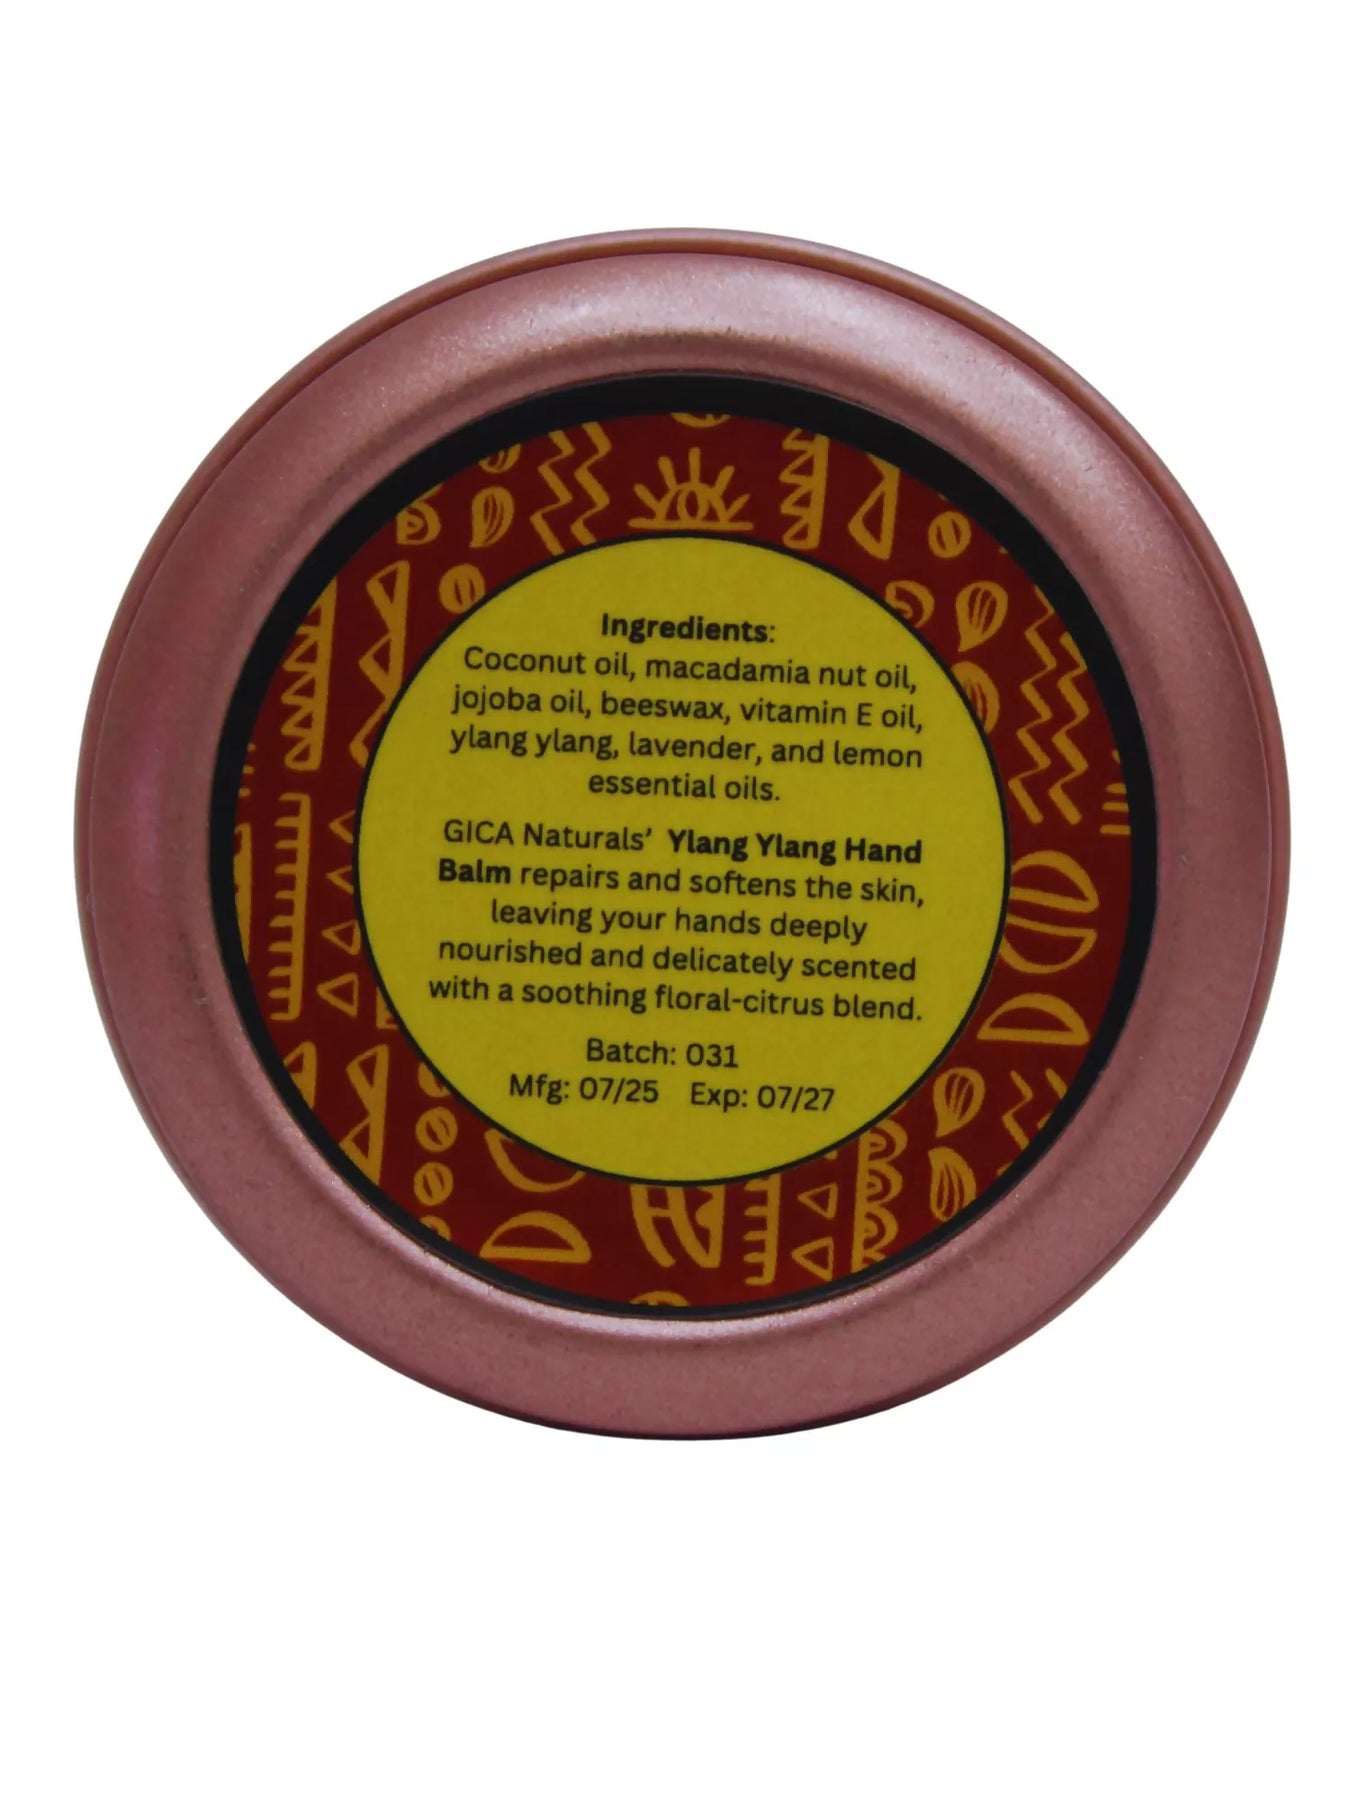 Ingredients:
Coconut oil, macadamia nut oil,
jojoba oil, beeswax, vitamin E oil,
ylang ylang, lavender, and lemon
essential oils.
GICA Naturals’ Ylang Ylang Hand
Balm repairs and softens the skin,
leaving your hands deeply
nourished and delicately scented
with a soothing floral-citrus blend.
Batch: 031
Mfg: 07/25 Exp: 07/27